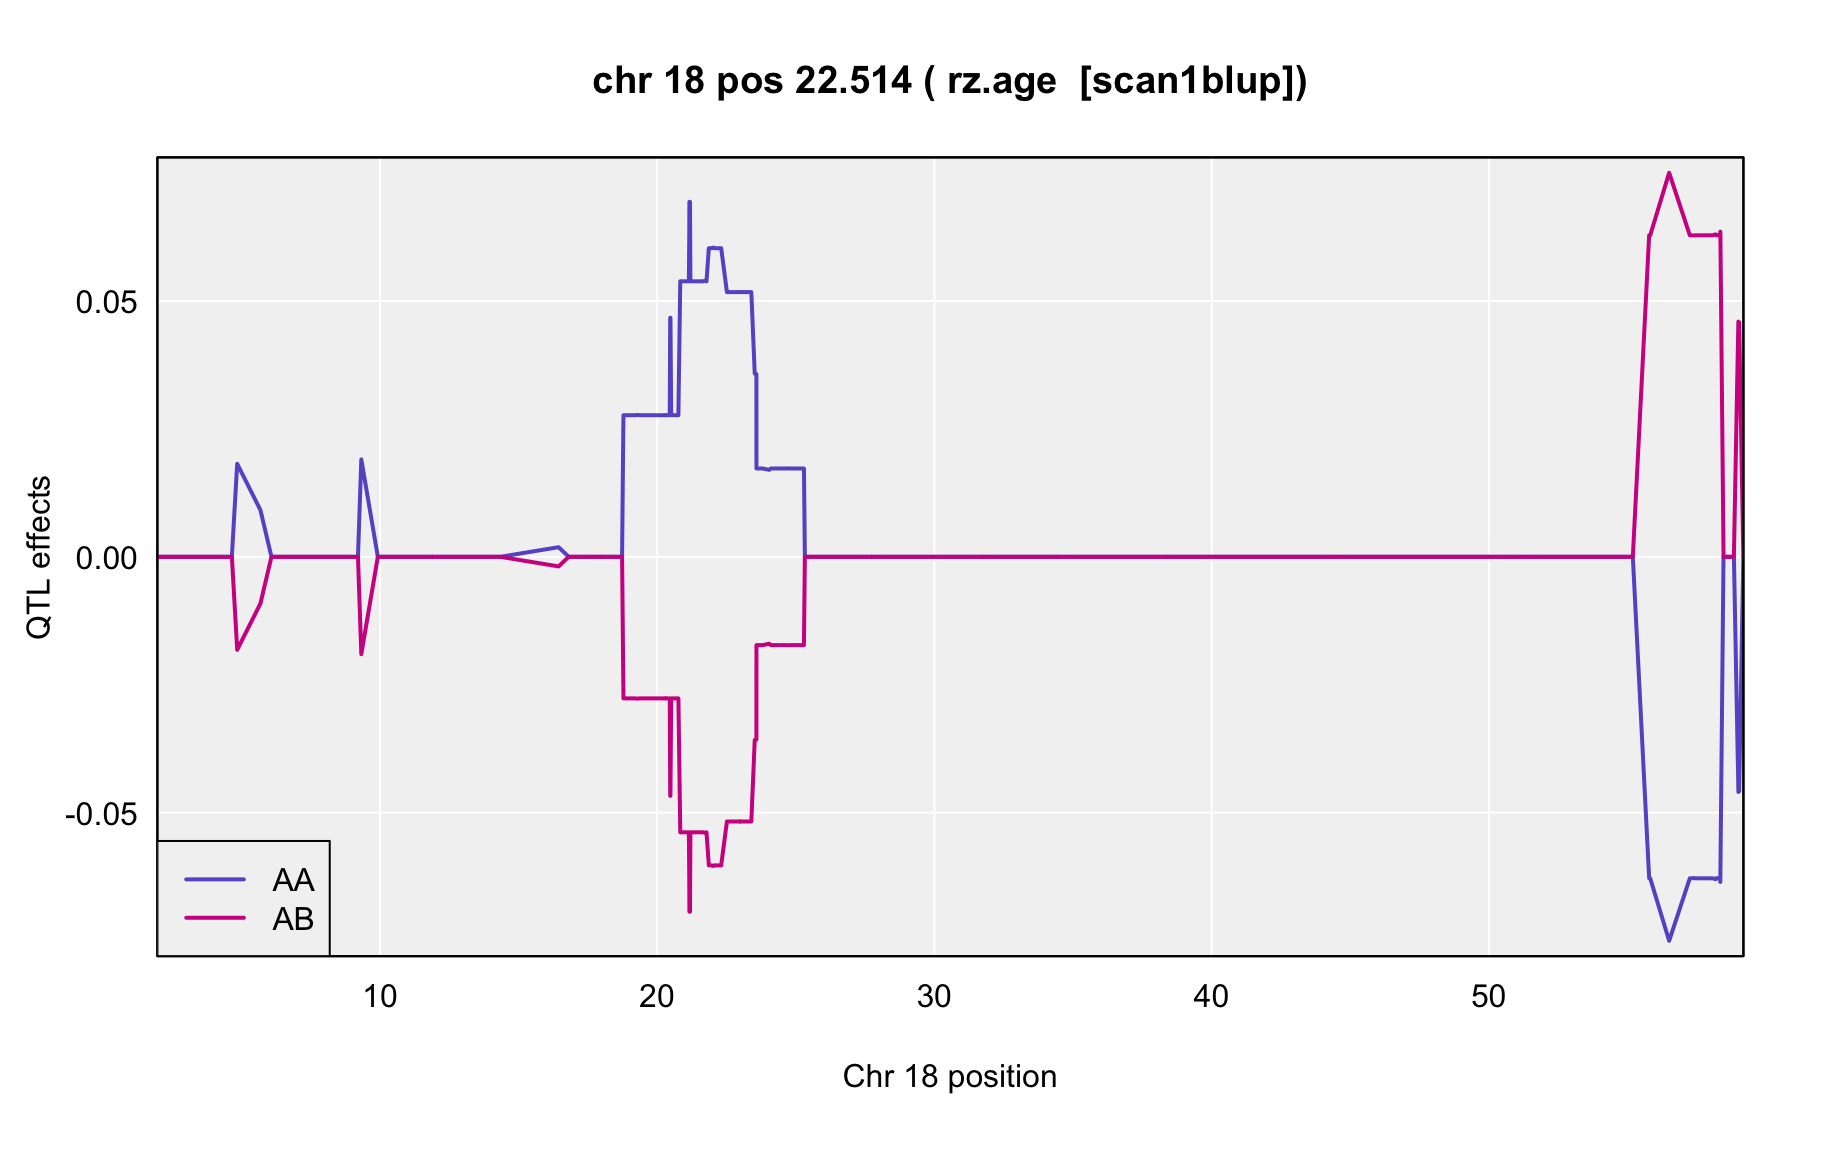 chr 18 pos 22.514 ( rz.age  [scan1blup])
QTL effects
0.05
0.00
-0.05
AA
AB
10 20 30 40 50
Chr 18 position